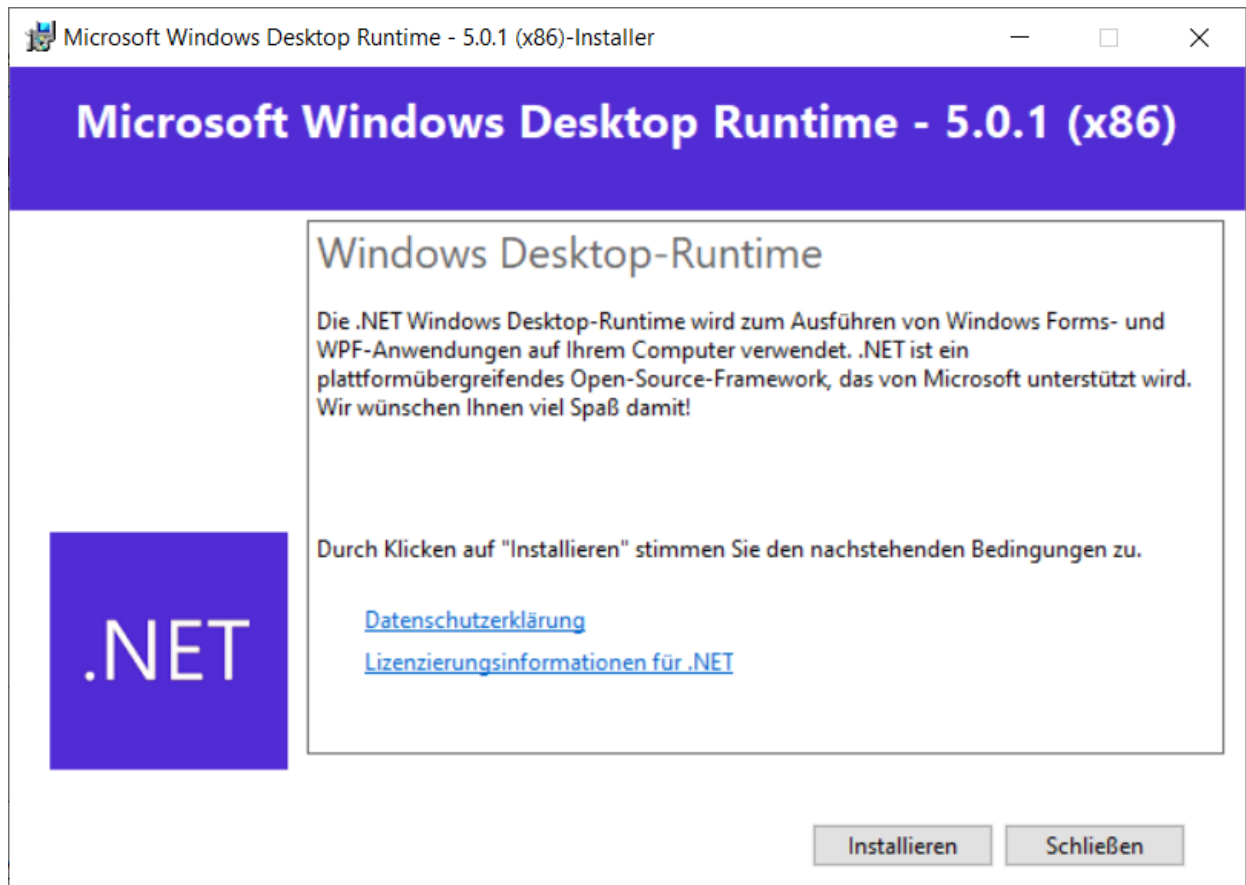 Microsoft Windows Desktop Runtime - 5.0.1 (x86)-Installer
Microsoft Windows Desktop Runtime - 5.0.1 (x86)
Windows Desktop-Runtime
Die .NET Windows Desktop-Runtime wird zum Ausführen von Windows Forms- und
WPF-Anwendungen auf Ihrem Computer verwendet. .NET ist ein
plattformübergreifendes Open-Source-Framework, das von Microsoft unterstützt wird.
Wir wünschen Ihnen viel Spaß damit!
Durch Klicken auf "Installieren" stimmen Sie den nachstehenden Bedingungen zu.
Datenschutzerklärung
Lizenzierungsinformationen für .NET
.NET
Installieren
Schließen